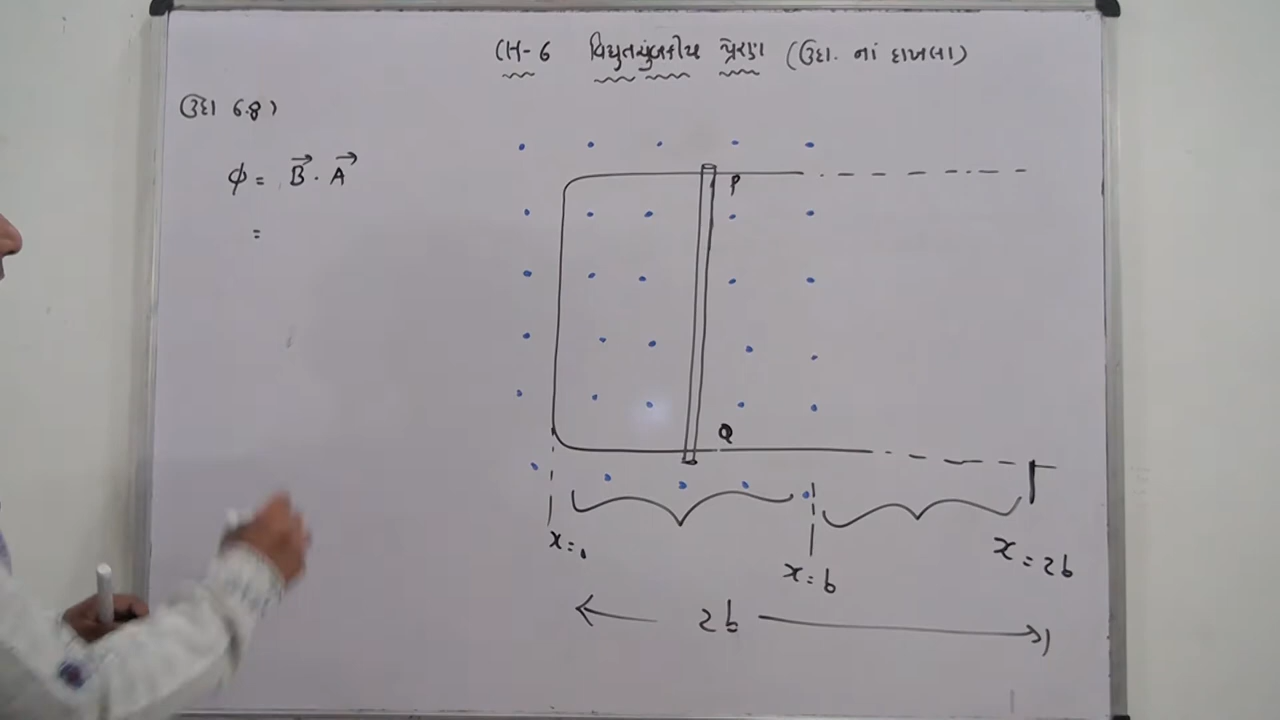 CH-6 વિદ્યુતચુંબકીય પ્રેરણ (ઉદા. નાં દાખલા)
ઉદા 6.8)
φ = B⃗ · A⃗
=
P
Q
x=0
x=b
x=2b
2b